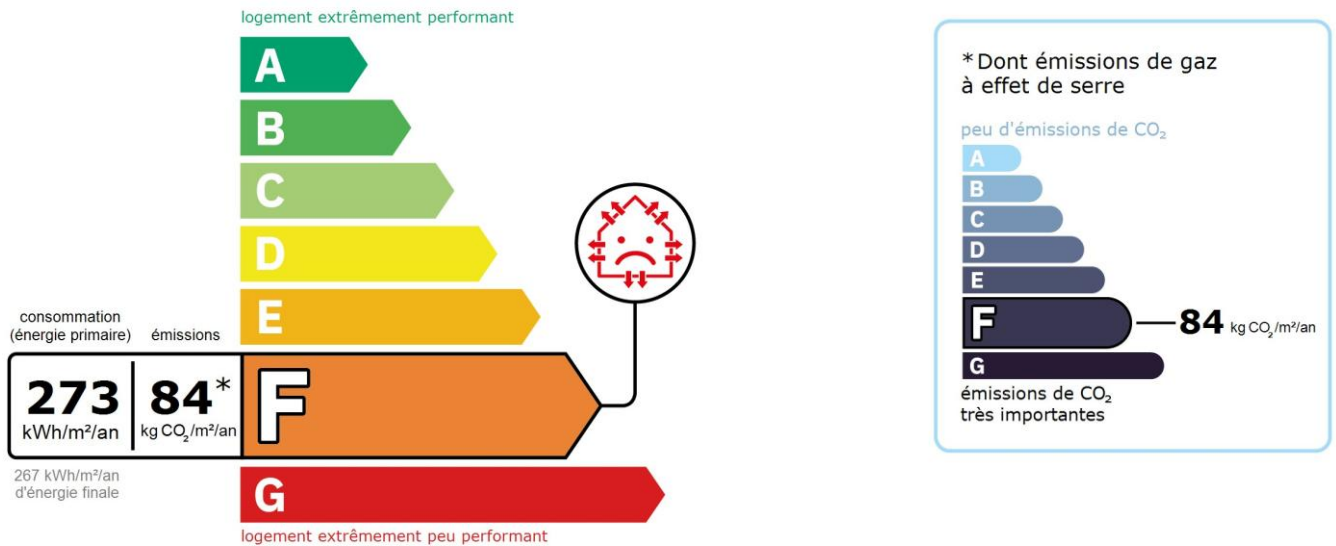 logement extrêmement performant
A
B
C
D
E
consommation
(énergie primaire)
émissions
273
kWh/m²/an
84*
kg CO₂/m²/an
F
267 kWh/m²/an
d'énergie finale
G
logement extrêmement peu performant
*Dont émissions de gaz
à effet de serre
peu d'émissions de CO₂
A
B
C
D
E
F
84 kg CO₂/m²/an
G
émissions de CO₂
très importantes